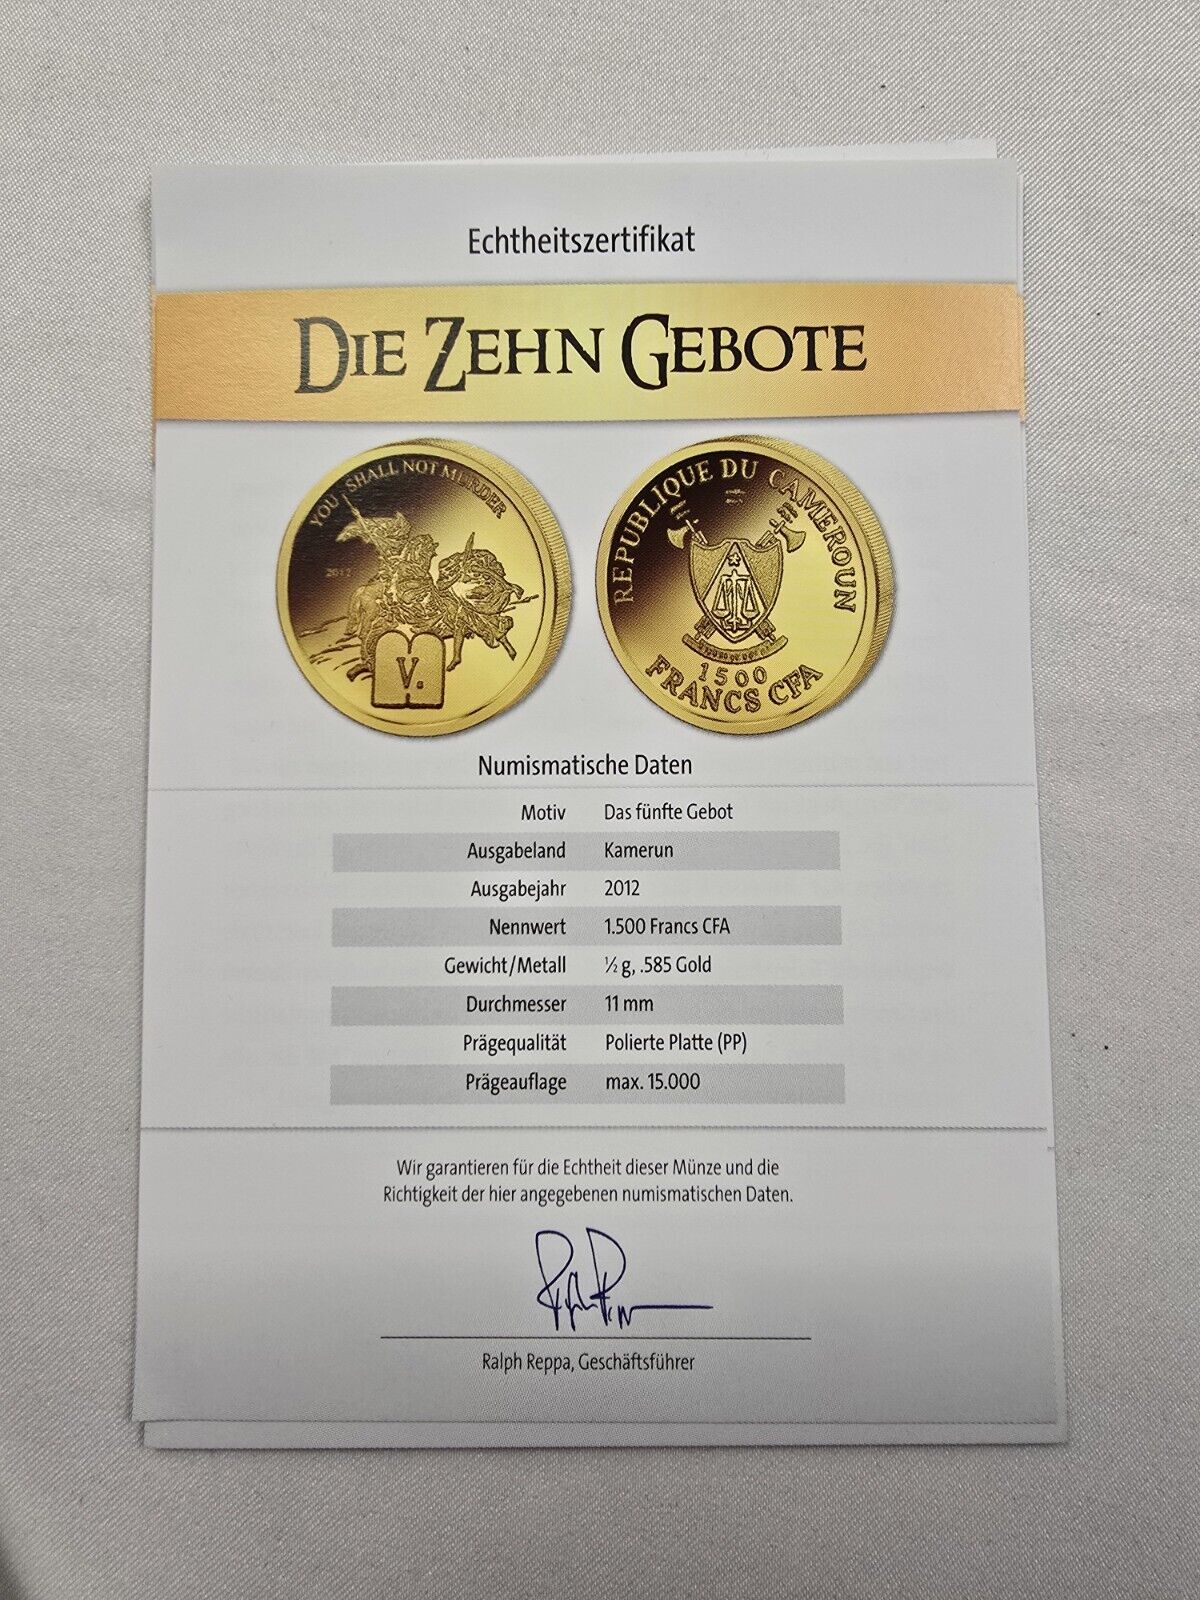 Echtheitszertifikat
DIE ZEHN GEBOTE
YOU SHALL NOT MURDER
2012
V.
REPUBLIQUE DU CAMEROUN
1500
FRANCS CFA
Numismatische Daten
Motiv Das fünfte Gebot
Ausgabeland Kamerun
Ausgabejahr 2012
Nennwert 1.500 Francs CFA
Gewicht/Metall ½ g, .585 Gold
Durchmesser 11 mm
Prägequalität Polierte Platte (PP)
Prägeauflage max. 15.000
Wir garantieren für die Echtheit dieser Münze und die
Richtigkeit der hier angegebenen numismatischen Daten.
Ralph Reppa, Geschäftsführer